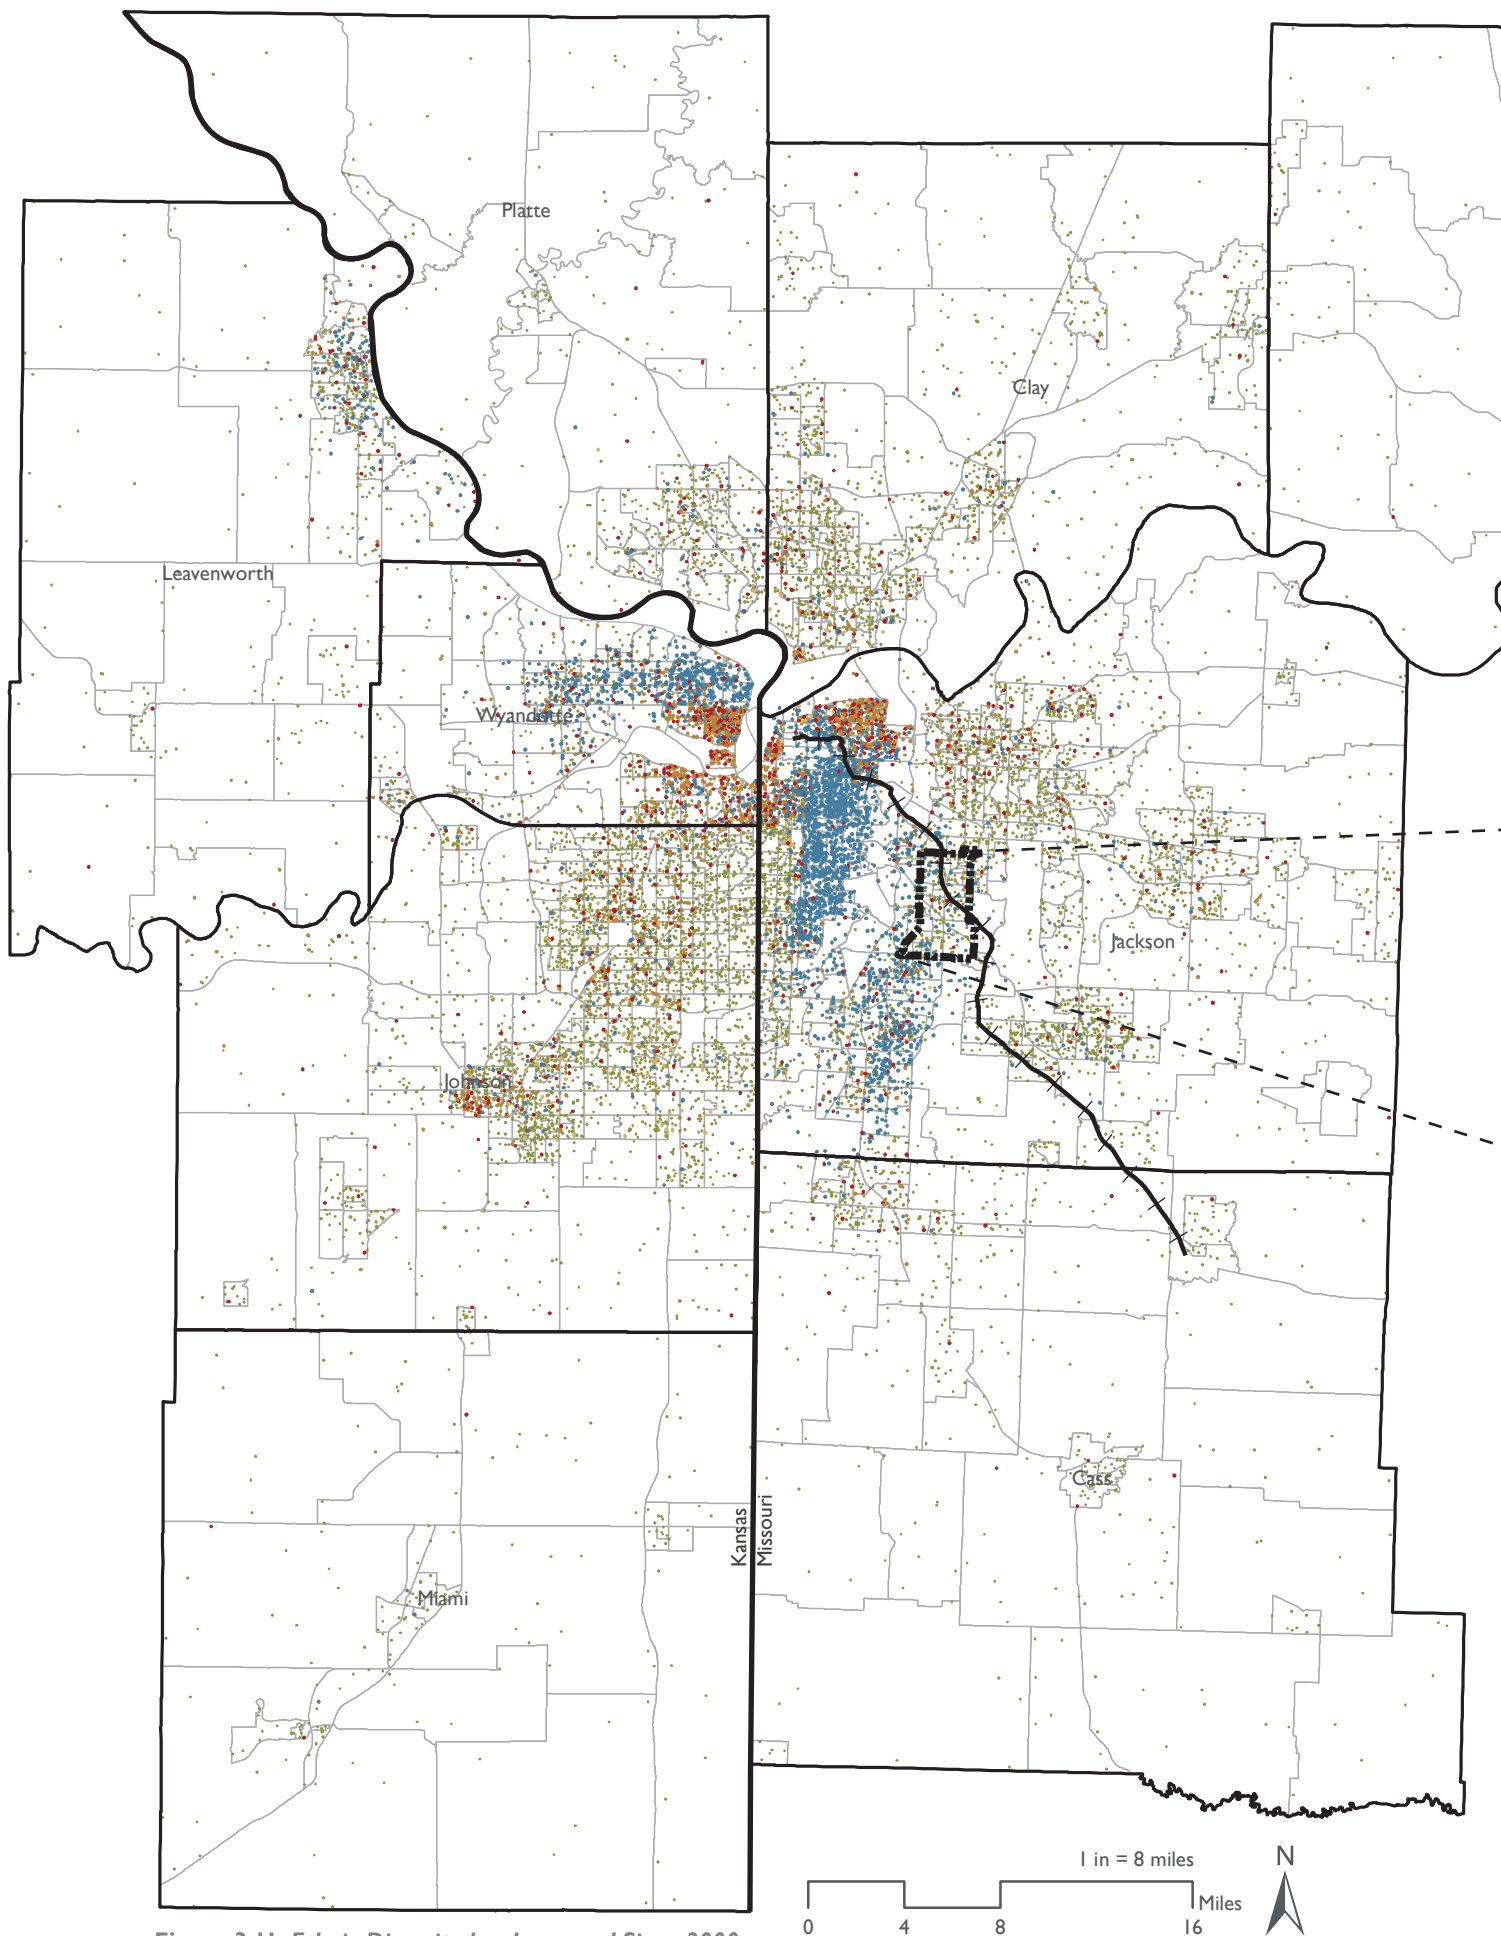 Platte
Clay
Leavenworth
Wyandotte
Jackson
Johnson
Cass
Kansas
Missouri
Miami
1 in = 8 miles
N
Miles
0 4 8 16